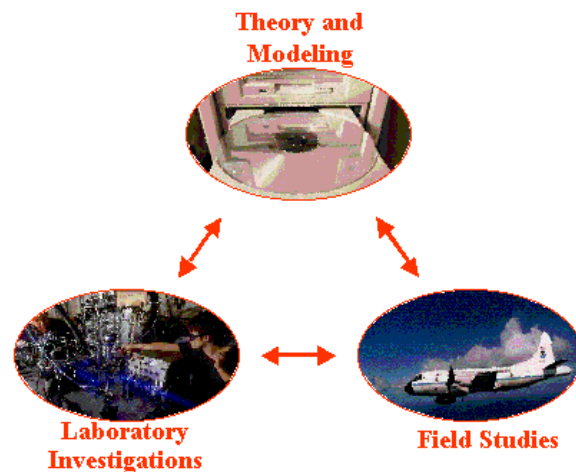 Theory and
Modeling
Laboratory
Investigations
Field Studies